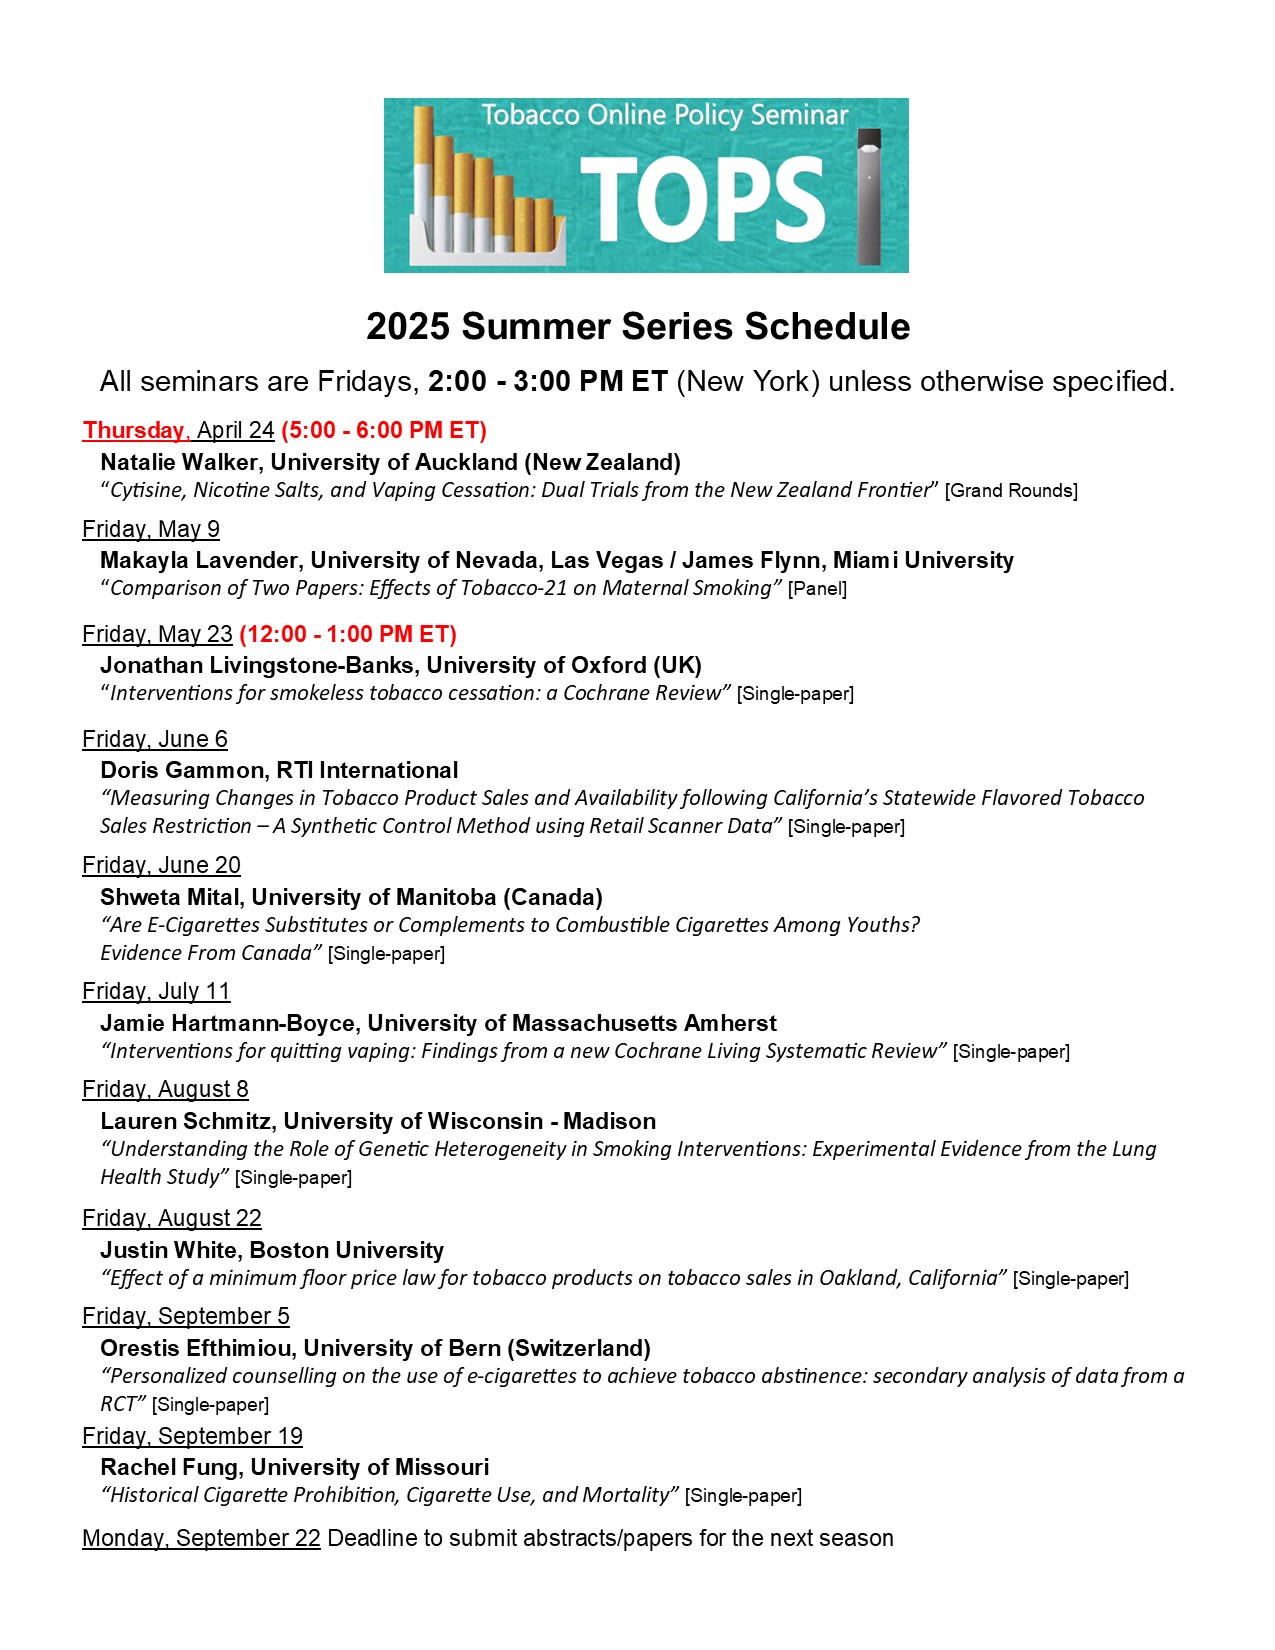 Tobacco Online Policy Seminar
TOPS
2025 Summer Series Schedule
All seminars are Fridays, 2:00 - 3:00 PM ET (New York) unless otherwise specified.
Thursday, April 24 (5:00 - 6:00 PM ET)
Natalie Walker, University of Auckland (New Zealand)
“Cytisine, Nicotine Salts, and Vaping Cessation: Dual Trials from the New Zealand Frontier” [Grand Rounds]
Friday, May 9
Makayla Lavender, University of Nevada, Las Vegas / James Flynn, Miami University
“Comparison of Two Papers: Effects of Tobacco-21 on Maternal Smoking” [Panel]
Friday, May 23 (12:00 - 1:00 PM ET)
Jonathan Livingstone-Banks, University of Oxford (UK)
“Interventions for smokeless tobacco cessation: a Cochrane Review” [Single-paper]
Friday, June 6
Doris Gammon, RTI International
“Measuring Changes in Tobacco Product Sales and Availability following California’s Statewide Flavored Tobacco
Sales Restriction – A Synthetic Control Method using Retail Scanner Data” [Single-paper]
Friday, June 20
Shweta Mital, University of Manitoba (Canada)
“Are E-Cigarettes Substitutes or Complements to Combustible Cigarettes Among Youths?
Evidence From Canada” [Single-paper]
Friday, July 11
Jamie Hartmann-Boyce, University of Massachusetts Amherst
“Interventions for quitting vaping: Findings from a new Cochrane Living Systematic Review” [Single-paper]
Friday, August 8
Lauren Schmitz, University of Wisconsin - Madison
“Understanding the Role of Genetic Heterogeneity in Smoking Interventions: Experimental Evidence from the Lung
Health Study” [Single-paper]
Friday, August 22
Justin White, Boston University
“Effect of a minimum floor price law for tobacco products on tobacco sales in Oakland, California” [Single-paper]
Friday, September 5
Orestis Efthimiou, University of Bern (Switzerland)
“Personalized counselling on the use of e-cigarettes to achieve tobacco abstinence: secondary analysis of data from a
RCT” [Single-paper]
Friday, September 19
Rachel Fung, University of Missouri
“Historical Cigarette Prohibition, Cigarette Use, and Mortality” [Single-paper]
Monday, September 22 Deadline to submit abstracts/papers for the next season